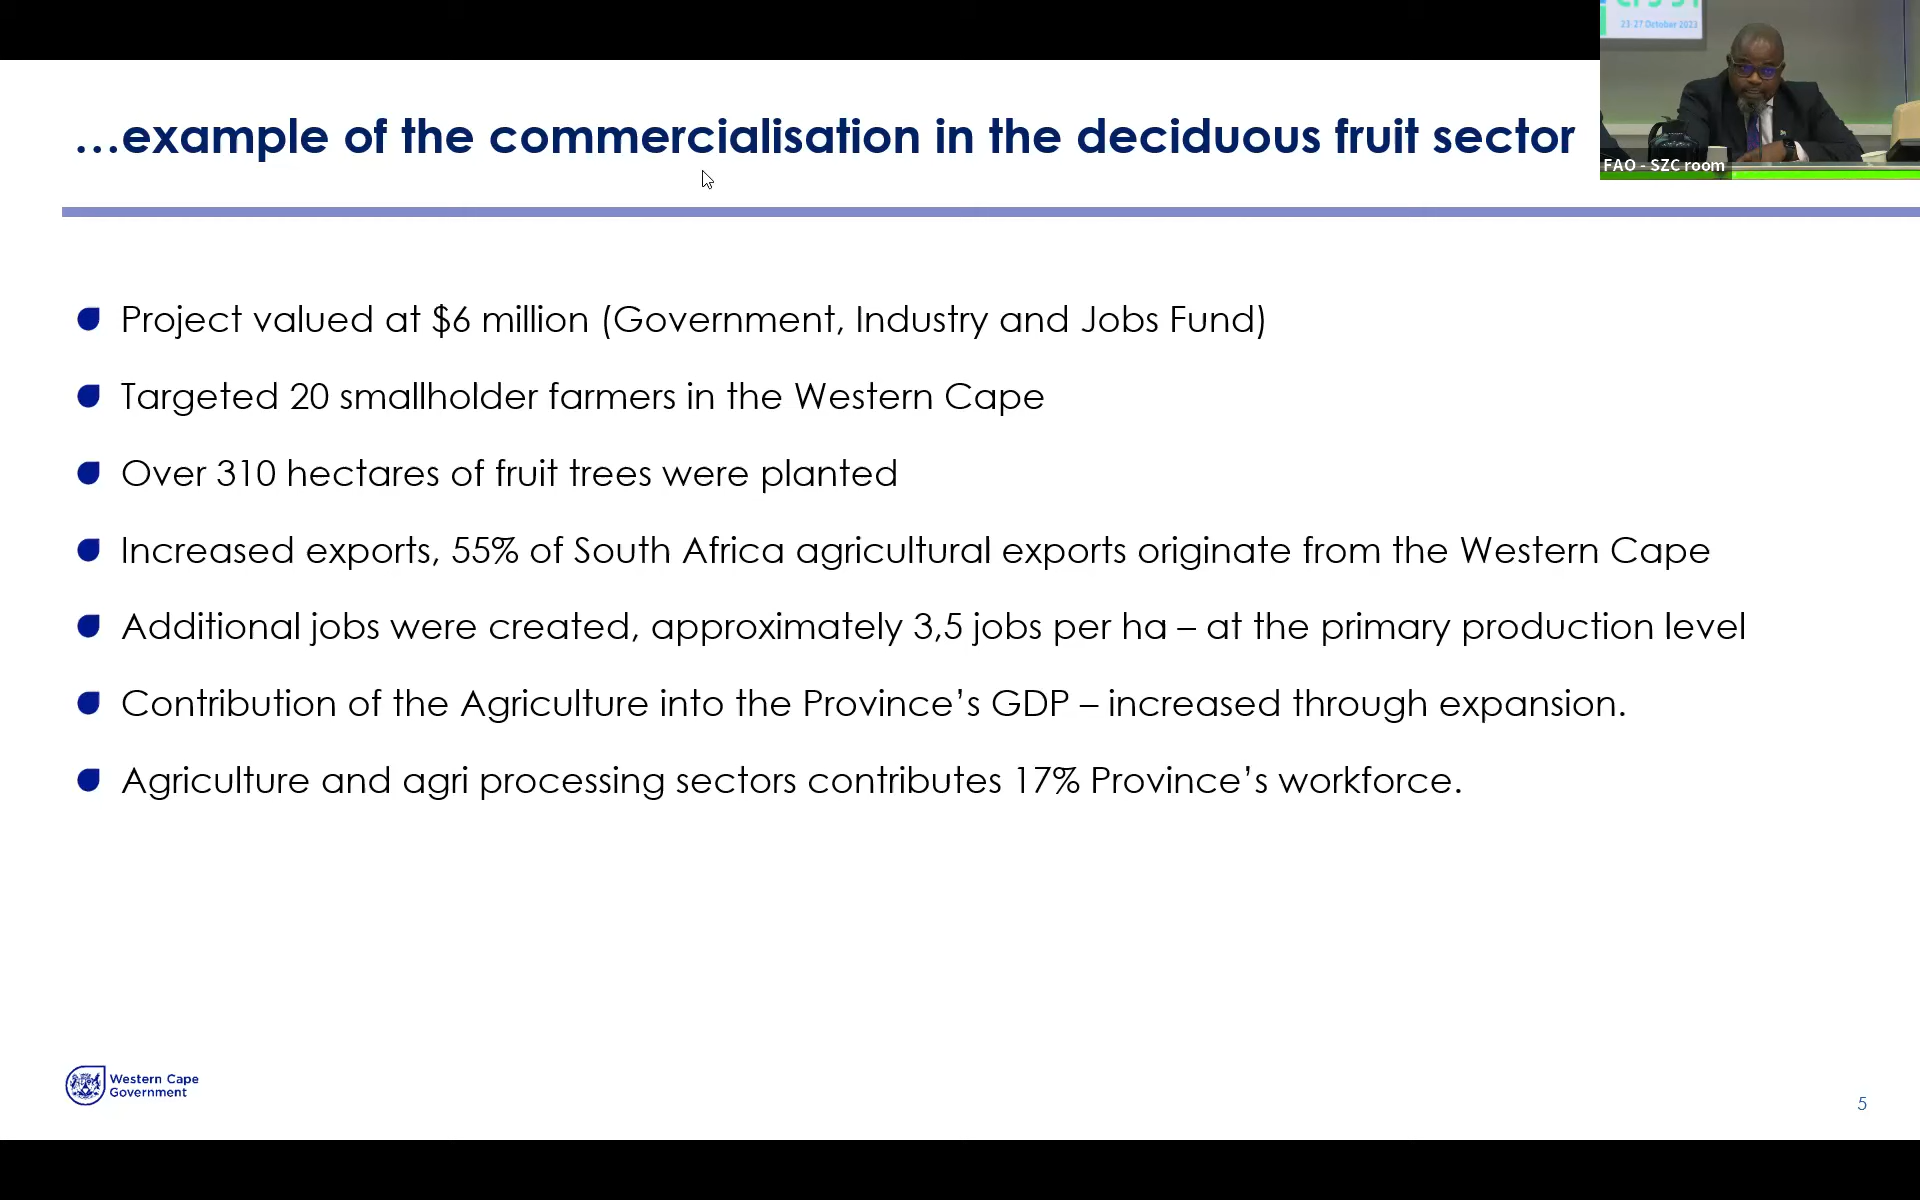 …example of the commercialisation in the deciduous fruit sector
23-27 October 2023
FAO - SZC room
Project valued at $6 million (Government, Industry and Jobs Fund)
Targeted 20 smallholder farmers in the Western Cape
Over 310 hectares of fruit trees were planted
Increased exports, 55% of South Africa agricultural exports originate from the Western Cape
Additional jobs were created, approximately 3,5 jobs per ha – at the primary production level
Contribution of the Agriculture into the Province’s GDP – increased through expansion.
Agriculture and agri processing sectors contributes 17% Province’s workforce.
Western Cape
Government
5